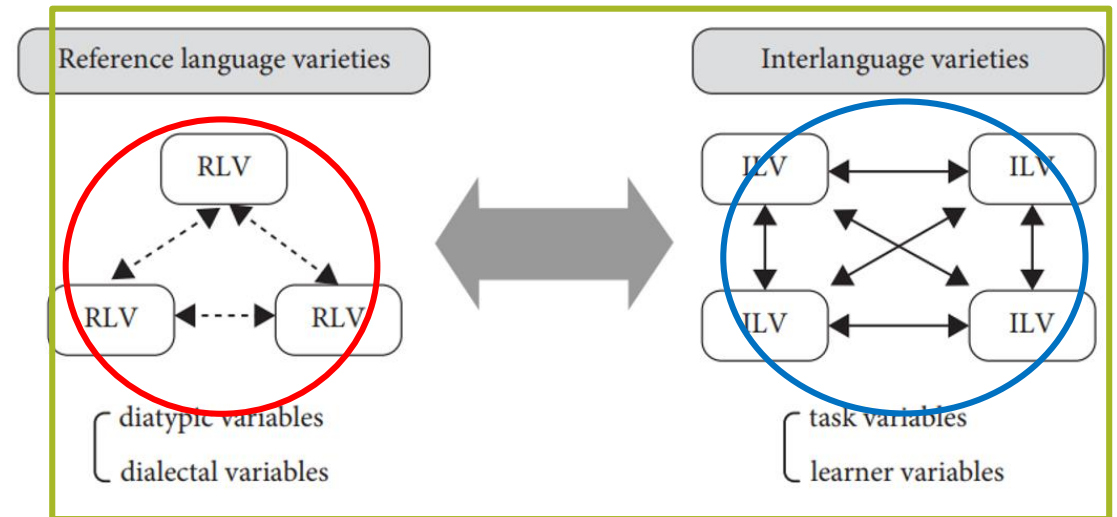 Reference language varieties
Interlanguage varieties
RLV
ILV
ILV
RLV
RLV
ILV
ILV
diatypic variables
dialectal variables
task variables
learner variables